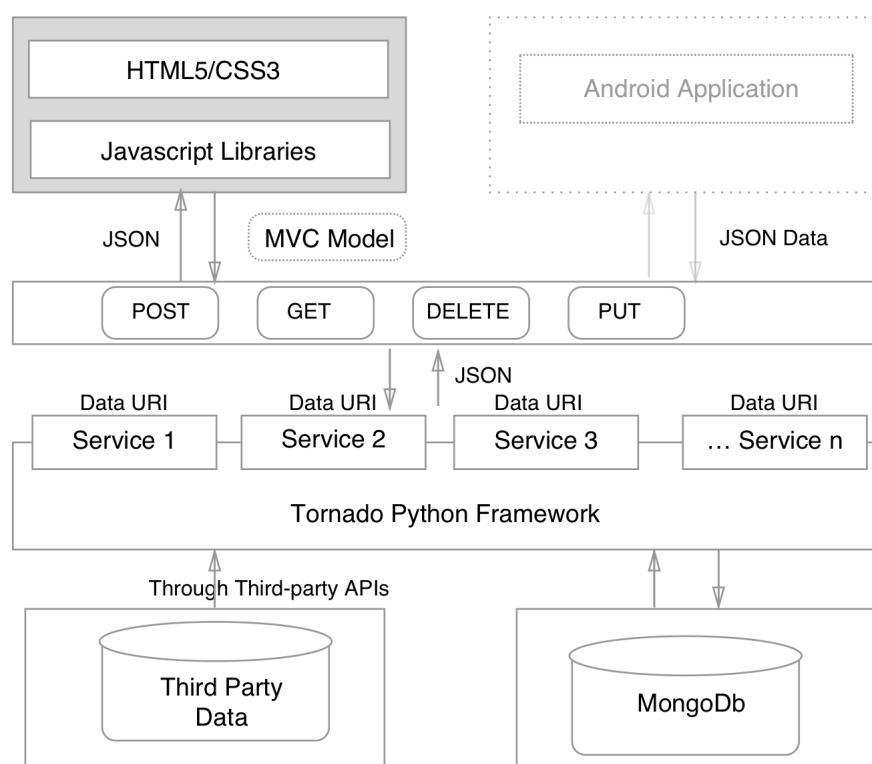 HTML5/CSS3
Android Application
Javascript Libraries
JSON
MVC Model
JSON Data
POST
GET
DELETE
PUT
JSON
Data URI
Data URI
Data URI
Data URI
Service 1
Service 2
Service 3
... Service n
Tornado Python Framework
Through Third-party APIs
Third Party
Data
MongoDb